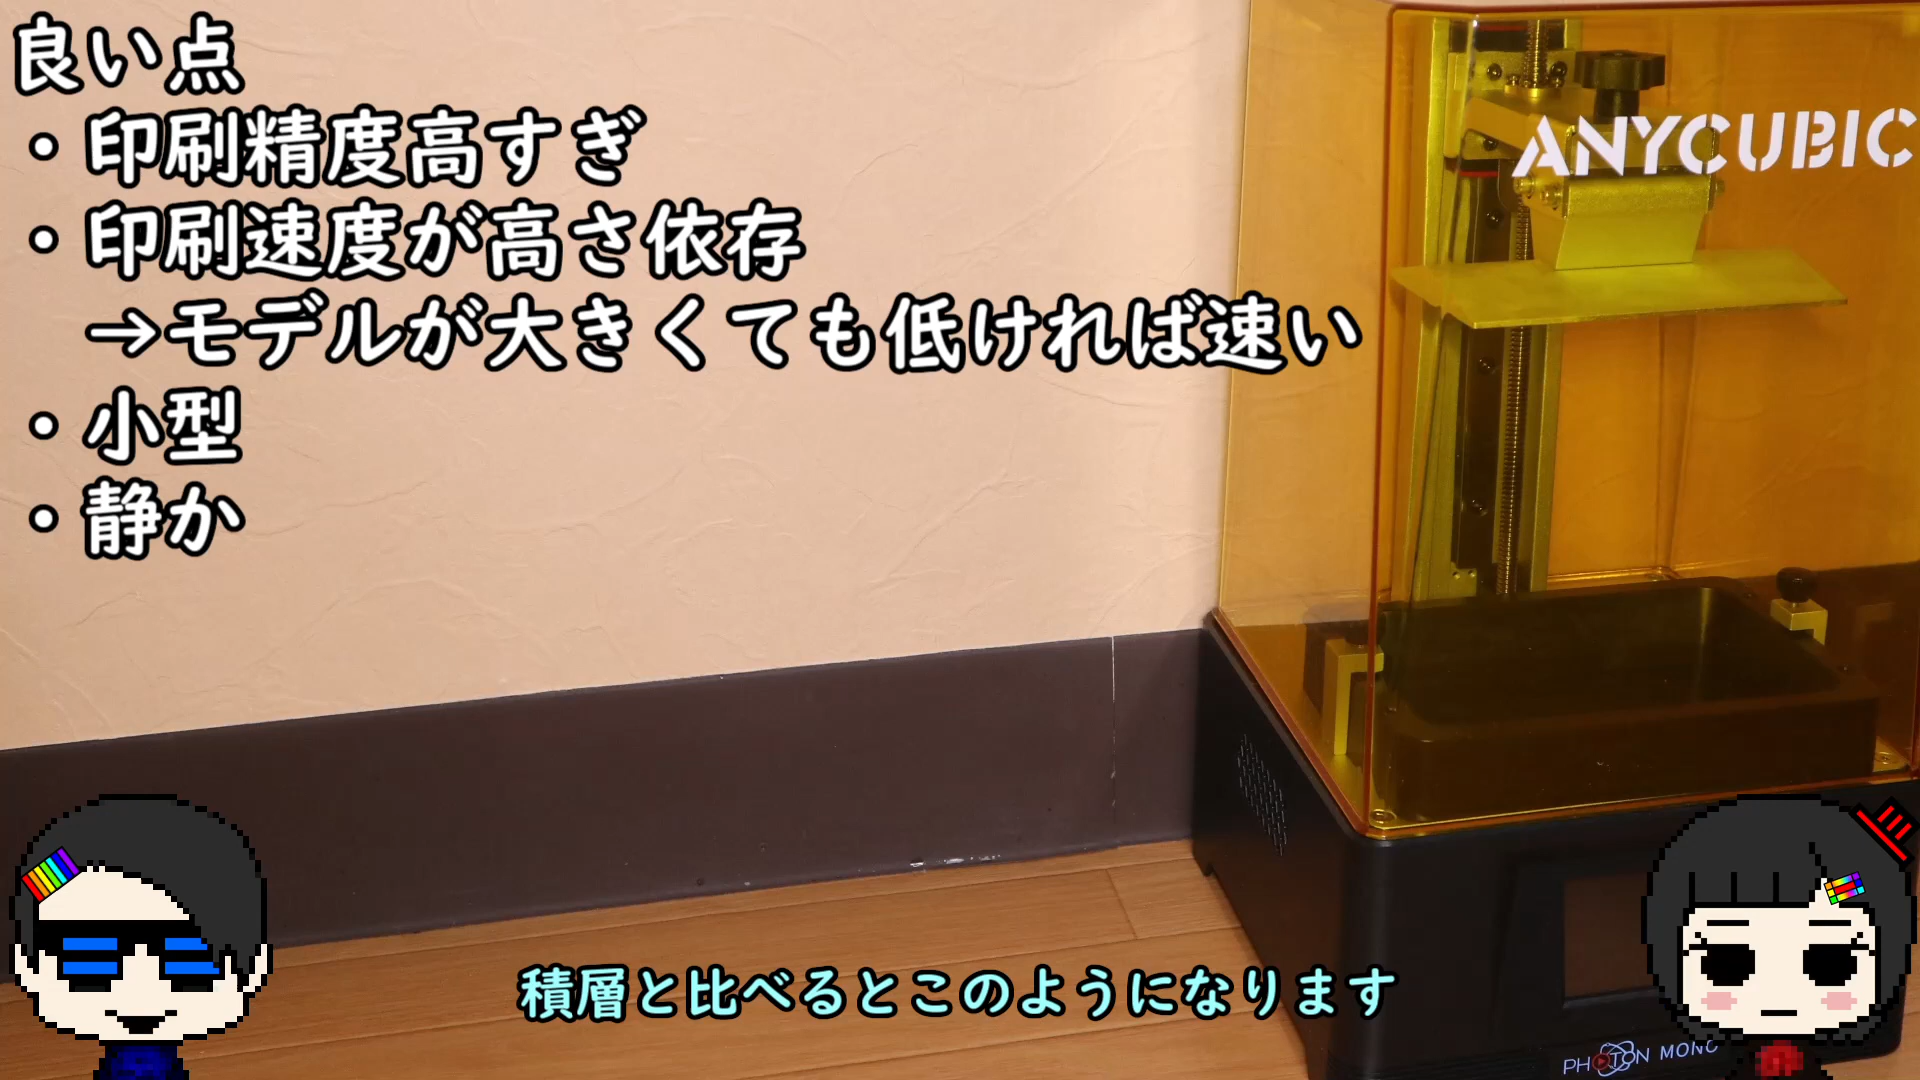 良い点
・印刷精度高すぎ
・印刷速度が高さ依存
→モデルが大きくても低ければ速い
・小型
・静か
ANYCUBIC
積層と比べるとこのようになります
PHOTON MONO